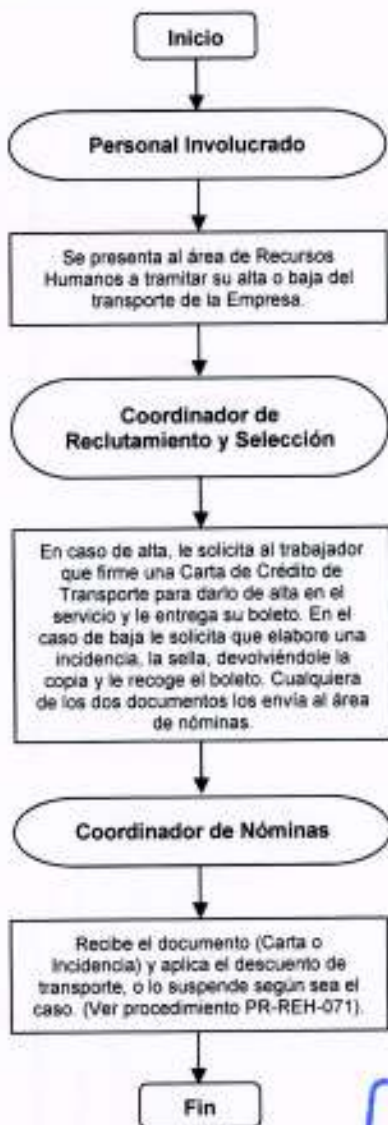 Inicio
Personal Involucrado
Se presenta al área de Recursos
Humanos a tramitar su alta o baja del
transporte de la Empresa.
Coordinador de
Reclutamiento y Selección
En caso de alta, le solicita al trabajador
que firme una Carta de Crédito de
Transporte para darlo de alta en el
servicio y le entrega su boleto. En el
caso de baja le solicita que elabore una
incidencia, la sella, devolviéndole la
copia y le recoge el boleto. Cualquiera
de los dos documentos los envía al área
de nóminas.
Coordinador de Nóminas
Recibe el documento (Carta o
Incidencia) y aplica el descuento de
transporte, o lo suspende según sea el
caso. (Ver procedimiento PR-REH-071).
Fin